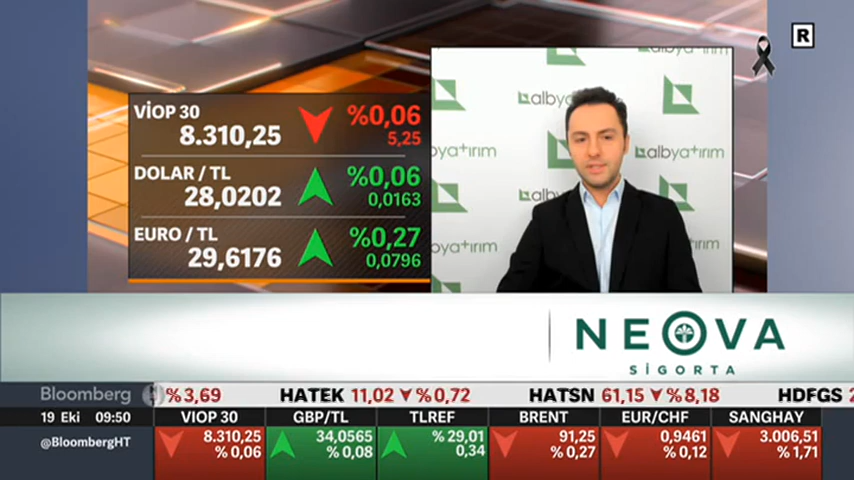 R
VİOP 30
8.310,25
%0,06
5,25
DOLAR / TL
28,0202
%0,06
0,0163
EURO / TL
29,6176
%0,27
0,0796
albyatırım
albyatırım
albyatırım
albyatırım
NEOVA
SİGORTA
Bloomberg
%3,69 HATEK 11,02 %0,72 HATSN 61,15 %8,18 HDFGS
19 Eki 09:50
@BloombergHT
VIOP 30
8.310,25
% 0,06
GBP/TL
34,0565
% 0,08
TLREF
% 29,01
0,34
BRENT
91,25
% 0,27
EUR/CHF
0,9461
% 0,12
SANGHAY
3.006,51
% 1,71